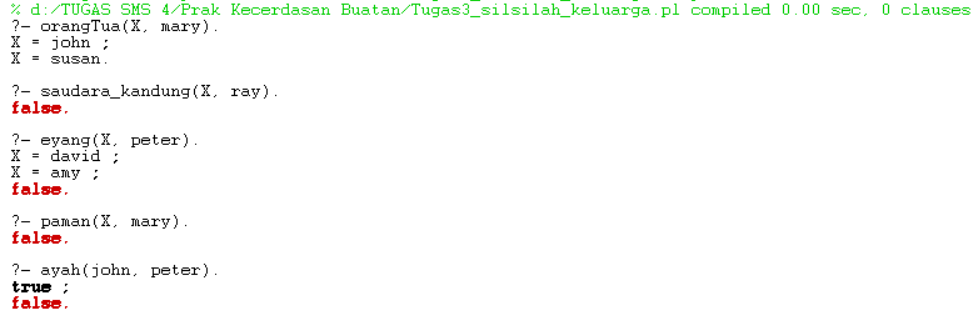 % d:/TUGAS SMS 4/Prak Kecerdasan Buatan/Tugas3_silsilah_keluarga.pl compiled 0.00 sec, 0 clauses
?- orangTua(X, mary).
X = john ;
X = susan.
?- saudara_kandung(X, ray).
false.
?- eyang(X, peter).
X = david ;
X = amy ;
false.
?- paman(X, mary).
false.
?- ayah(john, peter).
true ;
false.